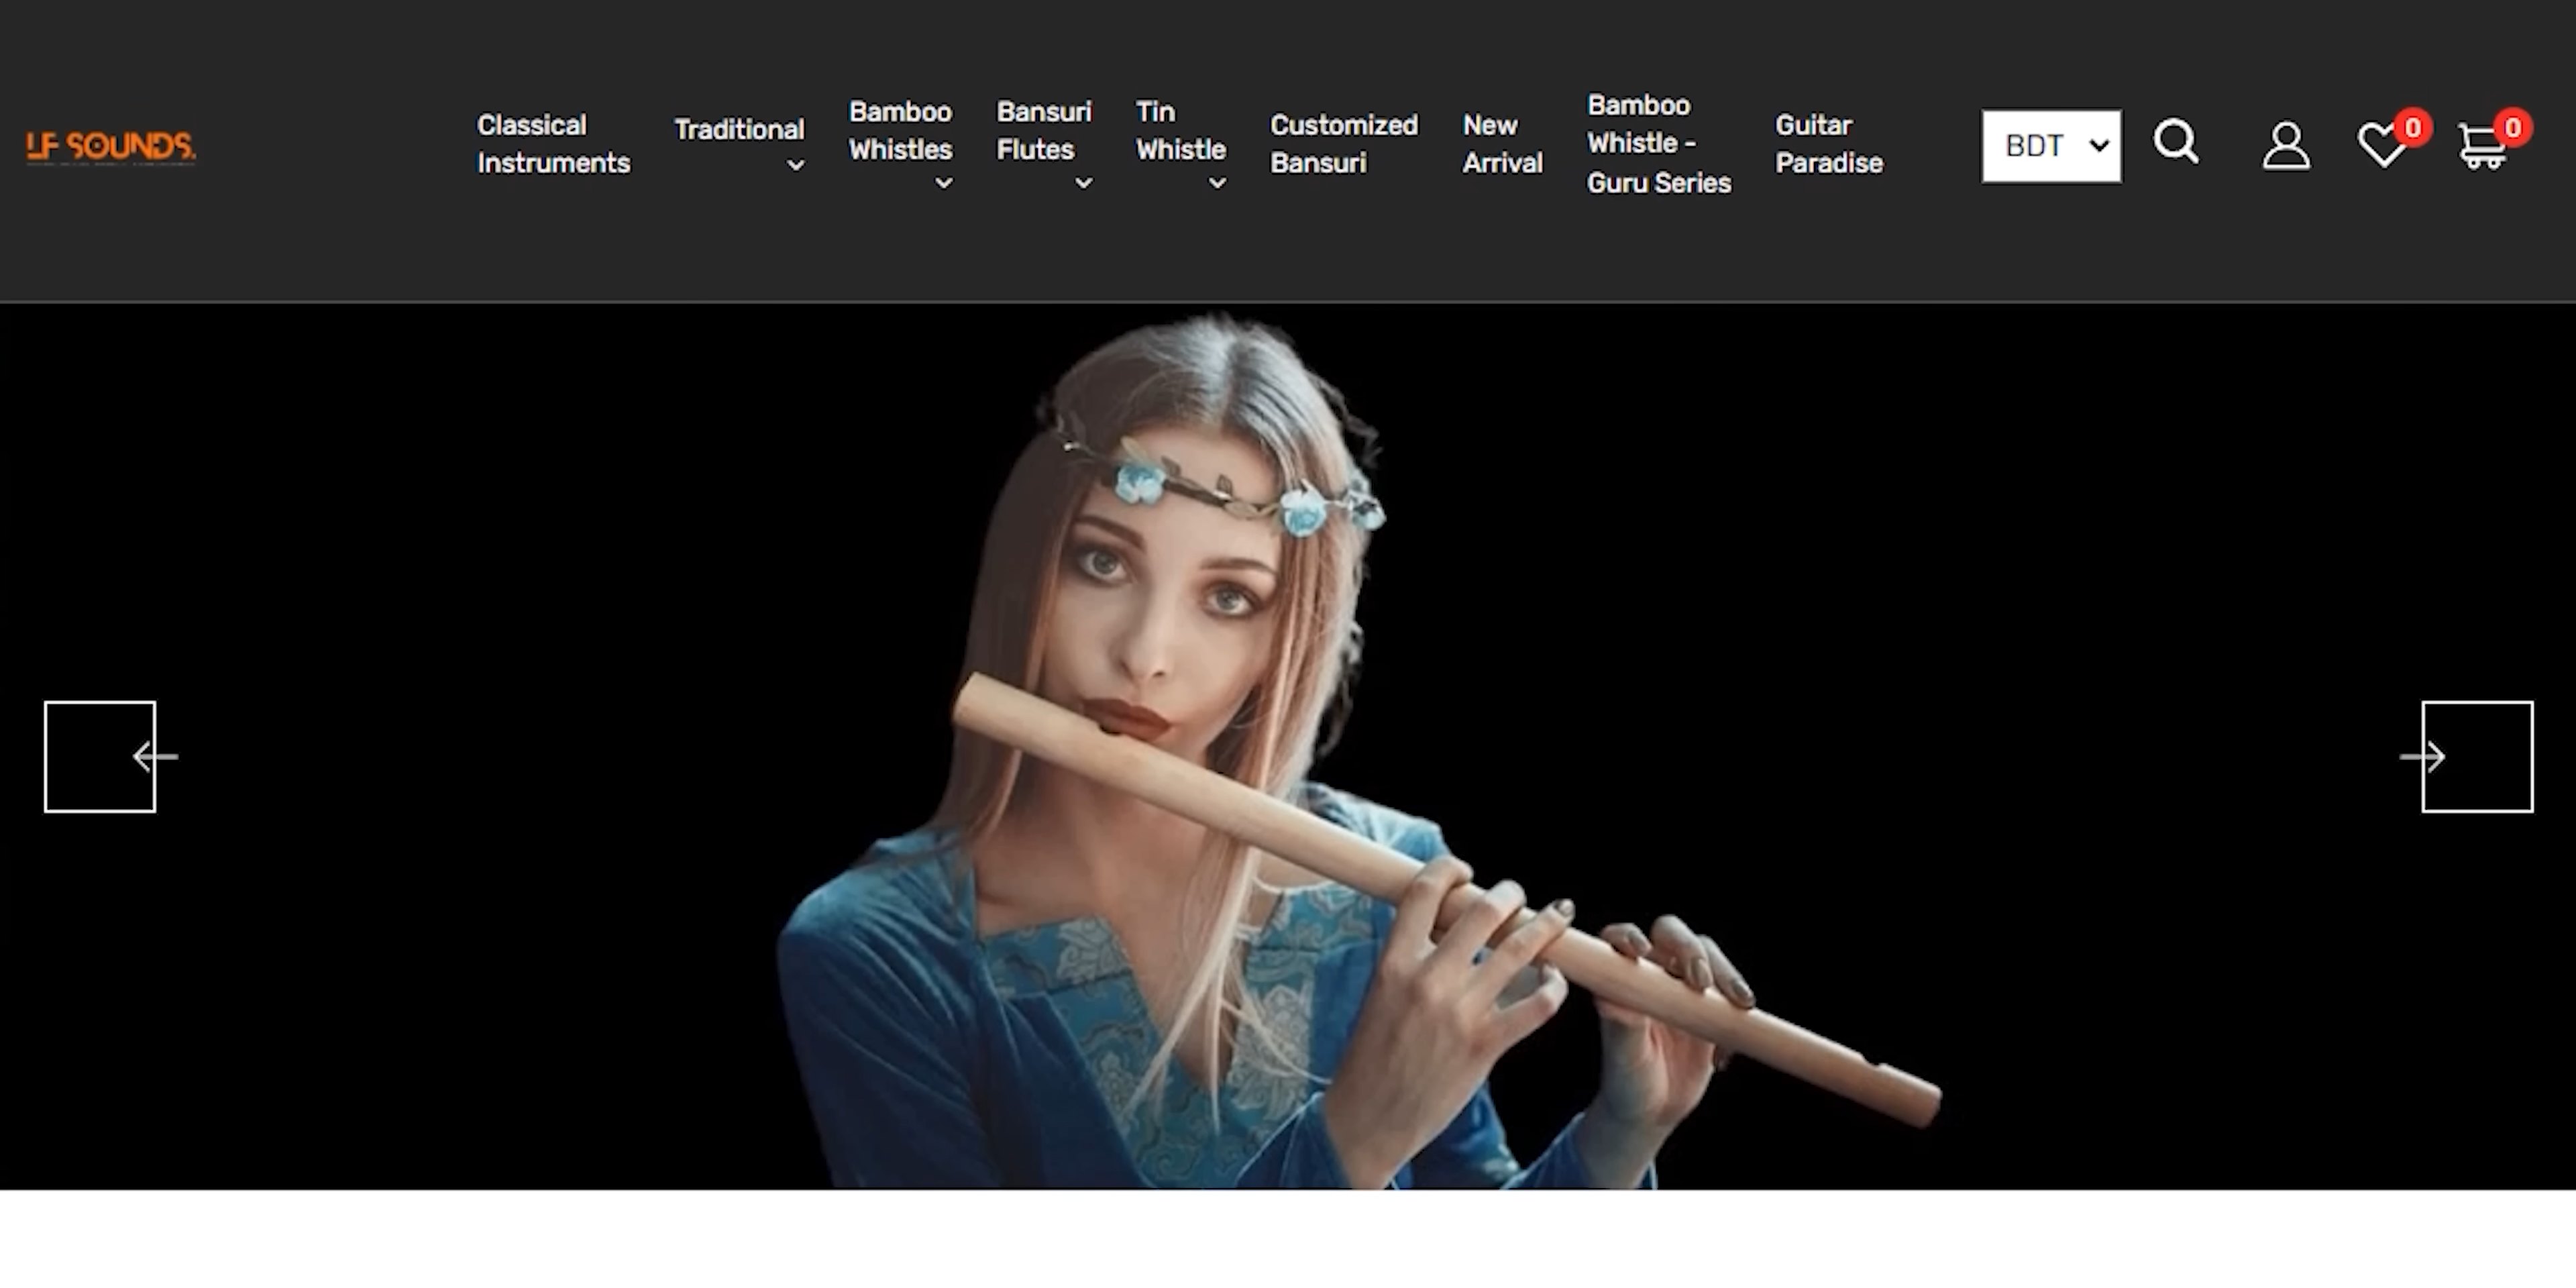 LF SOUNDS.
Classical
Instruments
Traditional
Bamboo
Whistles
Bansuri
Flutes
Tin
Whistle
Customized
Bansuri
New
Arrival
Bamboo
Whistle -
Guru Series
Guitar
Paradise
BDT
0
0